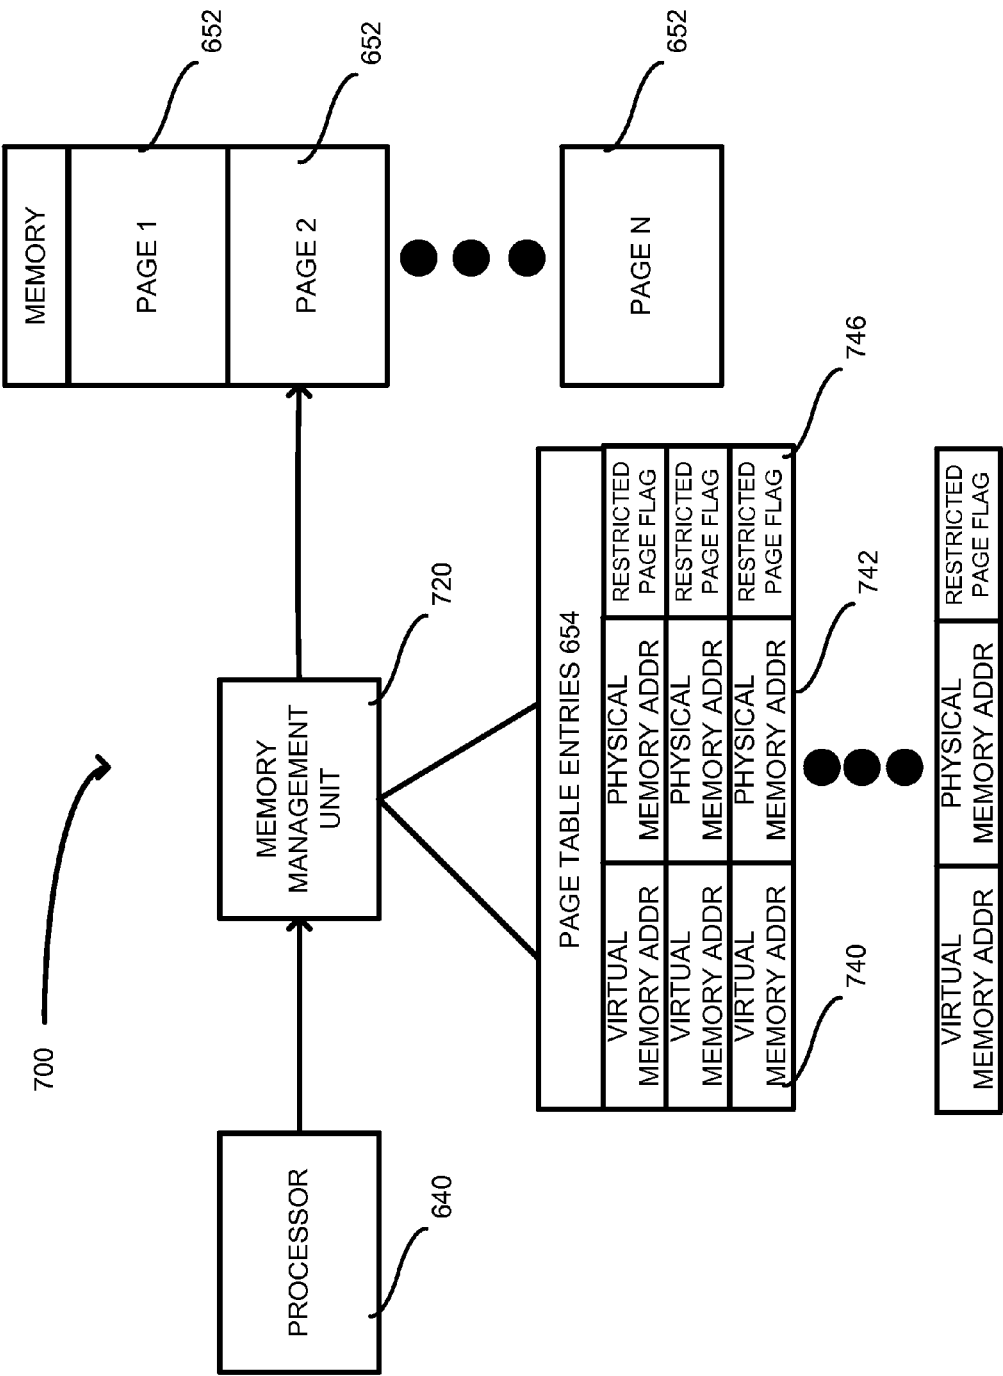 700
PROCESSOR
640
MEMORY
MANAGEMENT
UNIT
720
MEMORY
PAGE 1
652
PAGE 2
652
PAGE N
652
PAGE TABLE ENTRIES 654
VIRTUAL
MEMORY ADDR
PHYSICAL
MEMORY ADDR
RESTRICTED
PAGE FLAG
VIRTUAL
MEMORY ADDR
PHYSICAL
MEMORY ADDR
RESTRICTED
PAGE FLAG
VIRTUAL
MEMORY ADDR
PHYSICAL
MEMORY ADDR
RESTRICTED
PAGE FLAG
740
742
746
VIRTUAL
MEMORY ADDR
PHYSICAL
MEMORY ADDR
RESTRICTED
PAGE FLAG